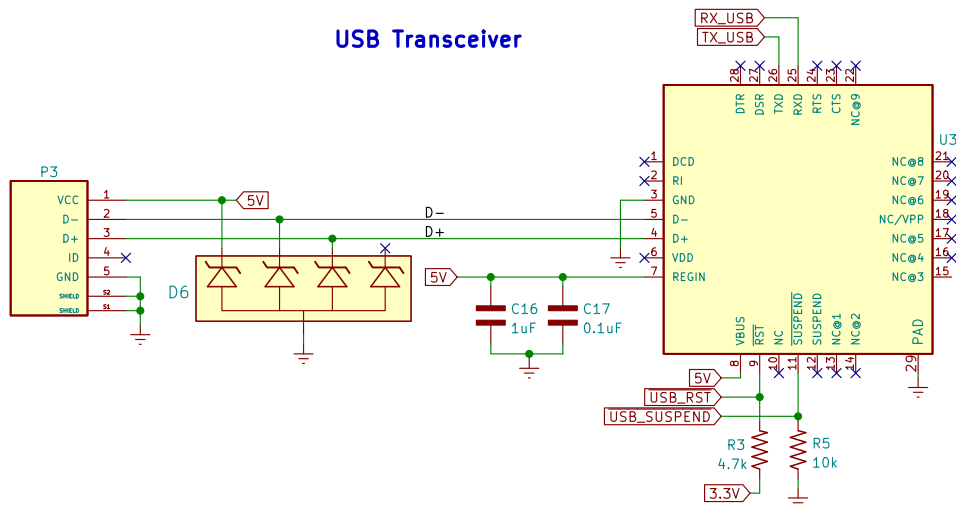 USB Transceiver
RX_USB
TX_USB
28 27 26 25 24 23 22
DTR DSR TXD RXD RTS CTS NC@9
U3
P3
VCC 1
D- 2
D+ 3
ID 4
GND 5
SHIELD S2
SHIELD S1
5V
D-
D+
D6
5V
C16
1uF
C17
0.1uF
1 DCD
2 RI
3 GND
5 D-
4 D+
6 VDD
7 REGIN
NC@8 21
NC@7 20
NC@6 19
NC/VPP 18
NC@5 17
NC@4 16
NC@3 15
VBUS RST NC SUSPEND SUSPEND NC@1 NC@2 PAD
8 9 10 11 12 13 14 29
5V
USB_RST
USB_SUSPEND
R3
4.7k
R5
10k
3.3V